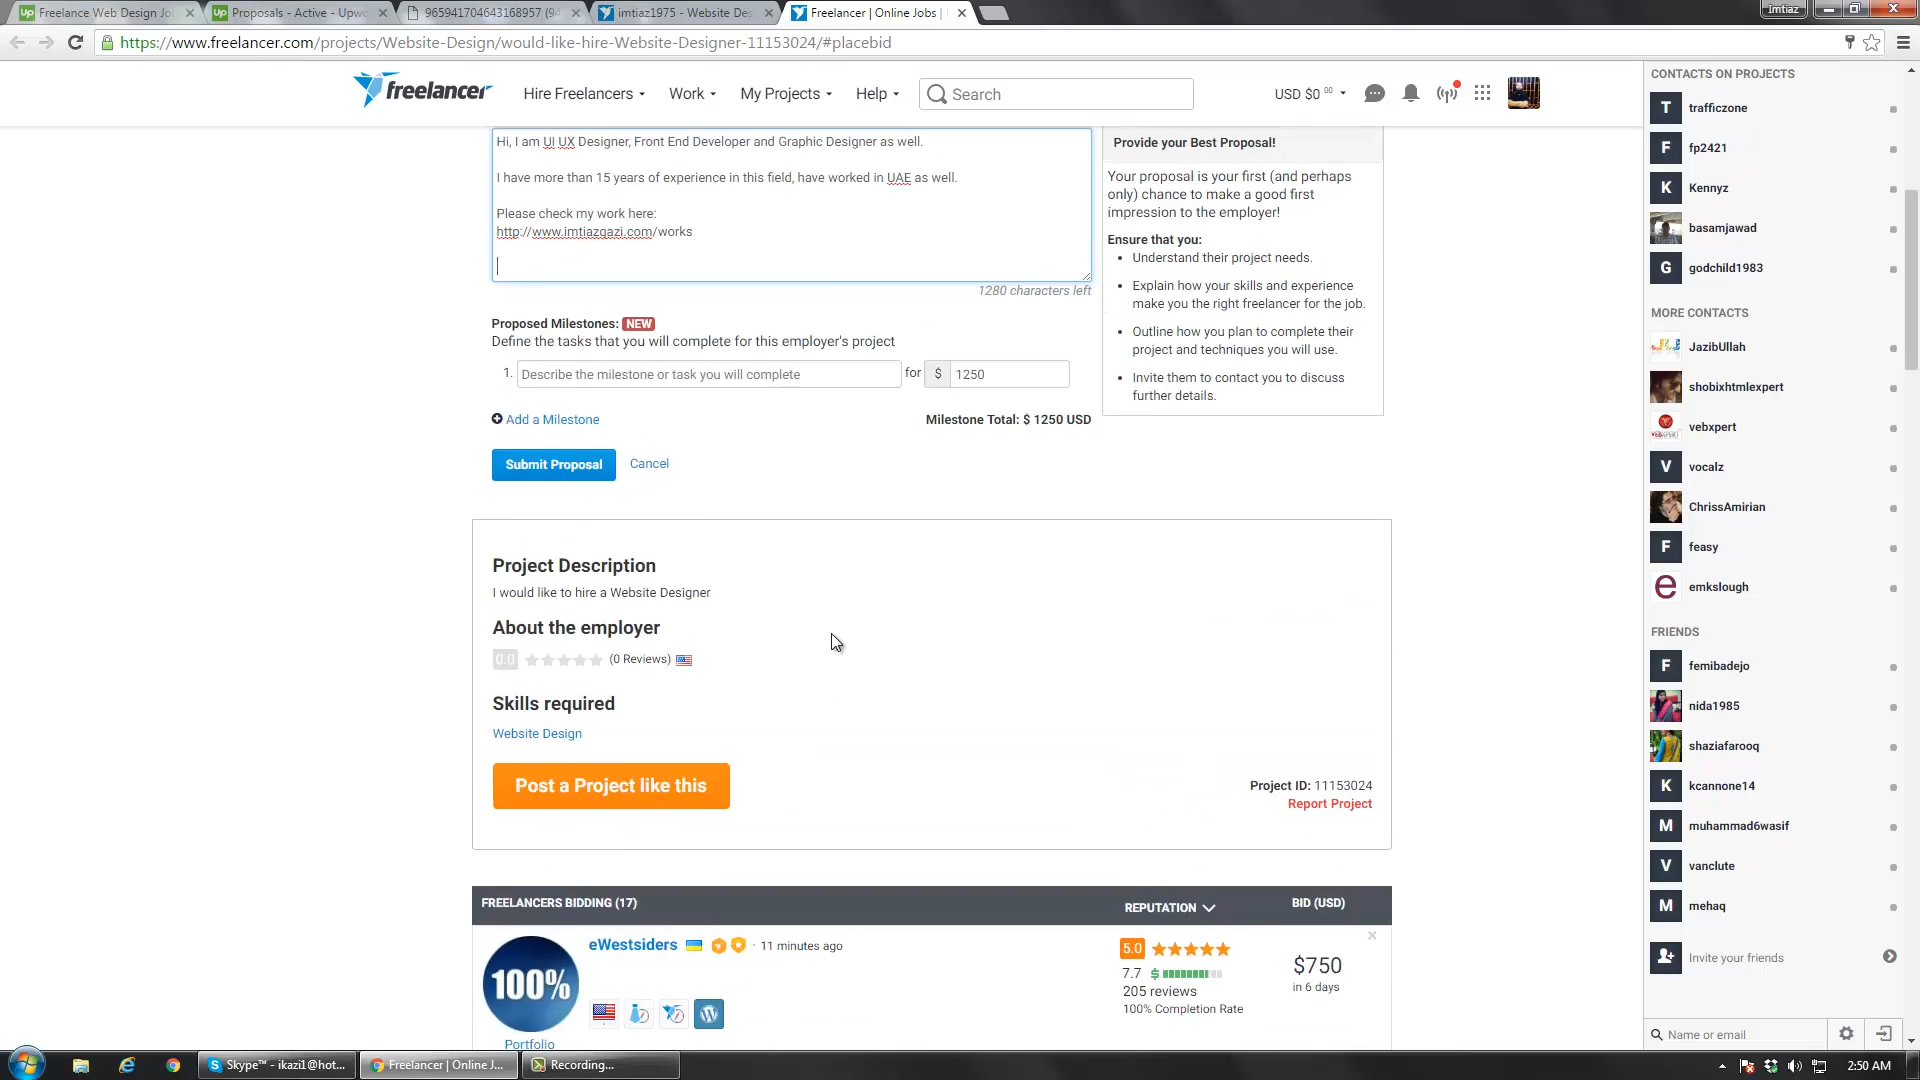 Freelance Web Design Jo
Proposals - Active - Upwo
965941704643168957 (94
imtiaz1975 - Website Des
Freelancer | Online Jobs |
Imtiaz
https://www.freelancer.com/projects/Website-Design/would-like-hire-Website-Designer-11153024/#placebid
freelancer
Hire Freelancers
Work
My Projects
Help
Search
USD $0 00
Hi, I am UI UX Designer, Front End Developer and Graphic Designer as well.
I have more than 15 years of experience in this field, have worked in UAE as well.
Please check my work here:
http://www.imtiazqazi.com/works
1280 characters left
Provide your Best Proposal!
Your proposal is your first (and perhaps
only) chance to make a good first
impression to the employer!
Ensure that you:
• Understand their project needs.
• Explain how your skills and experience
make you the right freelancer for the job.
• Outline how you plan to complete their
project and techniques you will use.
• Invite them to contact you to discuss
further details.
Proposed Milestones: NEW
Define the tasks that you will complete for this employer's project
1. Describe the milestone or task you will complete for $ 1250
Add a Milestone
Milestone Total: $ 1250 USD
Submit Proposal Cancel
Project Description
I would like to hire a Website Designer
About the employer
0.0 (0 Reviews)
Skills required
Website Design
Post a Project like this
Project ID: 11153024
Report Project
FREELANCERS BIDDING (17)
REPUTATION
BID (USD)
100%
eWestsiders · 11 minutes ago
Portfolio
5.0
7.7 $
205 reviews
100% Completion Rate
$750
in 6 days
CONTACTS ON PROJECTS
T trafficzone
F fp2421
K Kennyz
basamjawad
G godchild1983
MORE CONTACTS
JazibUllah
shobixhtmlexpert
vebxpert
V vocalz
ChrissAmirian
F feasy
e emkslough
FRIENDS
F femibadejo
nida1985
shaziafarooq
K kcannone14
M muhammad6wasif
V vanclute
M mehaq
Invite your friends
Name or email
Skype™ - ikazi1@hot...
Freelancer | Online J...
Recording...
2:50 AM